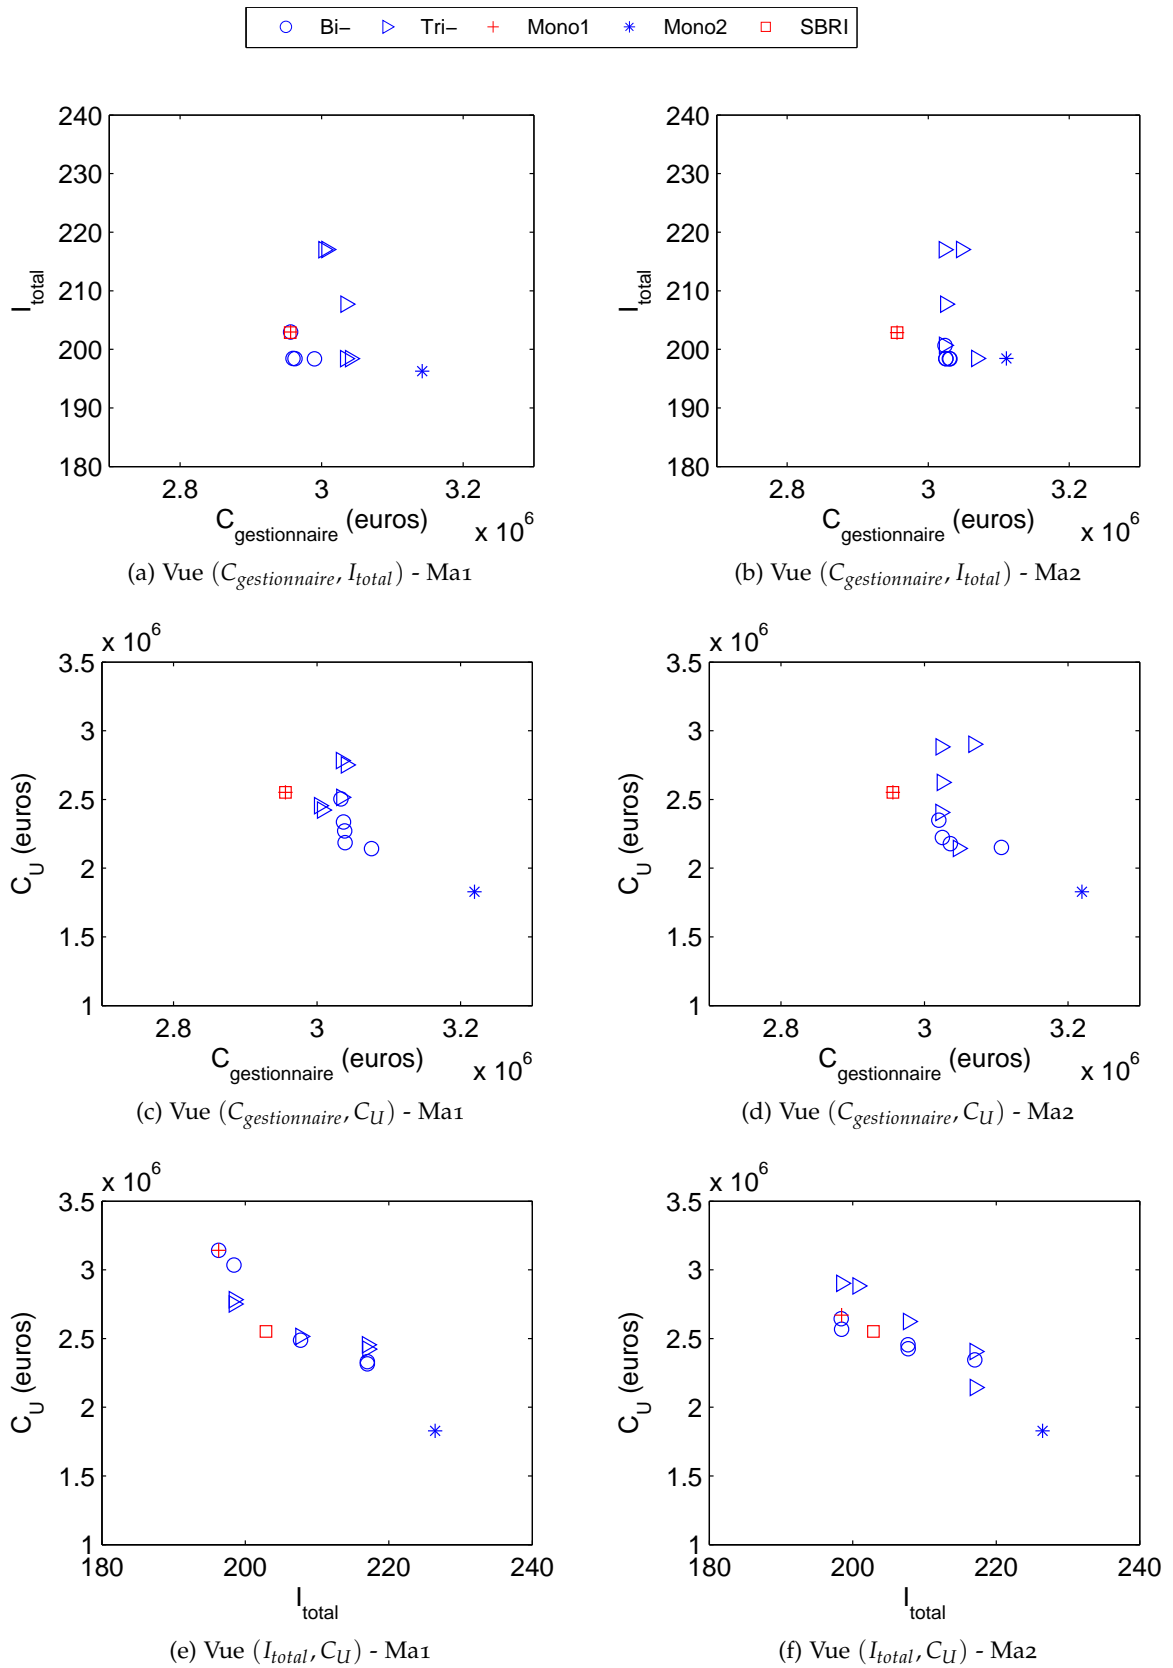 Bi− Tri− Mono1 Mono2 SBRI
240
230
220
210
200
190
180
I_total
2.8 3 3.2
C_gestionnaire (euros) x 10^6
(a) Vue (C_gestionnaire, I_total) - Ma1
240
230
220
210
200
190
180
I_total
2.8 3 3.2
C_gestionnaire (euros) x 10^6
(b) Vue (C_gestionnaire, I_total) - Ma2
x 10^6
3.5
3
2.5
2
1.5
1
C_U (euros)
2.8 3 3.2
C_gestionnaire (euros) x 10^6
(c) Vue (C_gestionnaire, C_U) - Ma1
x 10^6
3.5
3
2.5
2
1.5
1
C_U (euros)
2.8 3 3.2
C_gestionnaire (euros) x 10^6
(d) Vue (C_gestionnaire, C_U) - Ma2
x 10^6
3.5
3
2.5
2
1.5
1
C_U (euros)
180 200 220 240
I_total
(e) Vue (I_total, C_U) - Ma1
x 10^6
3.5
3
2.5
2
1.5
1
C_U (euros)
180 200 220 240
I_total
(f) Vue (I_total, C_U) - Ma2